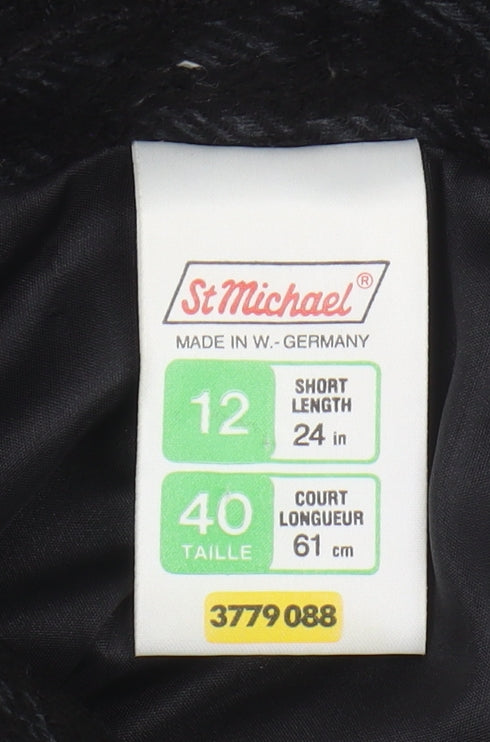 St Michael®
MADE IN W.-GERMANY
12
SHORT
LENGTH
24 in
40
TAILLE
COURT
LONGUEUR
61 cm
3779 088